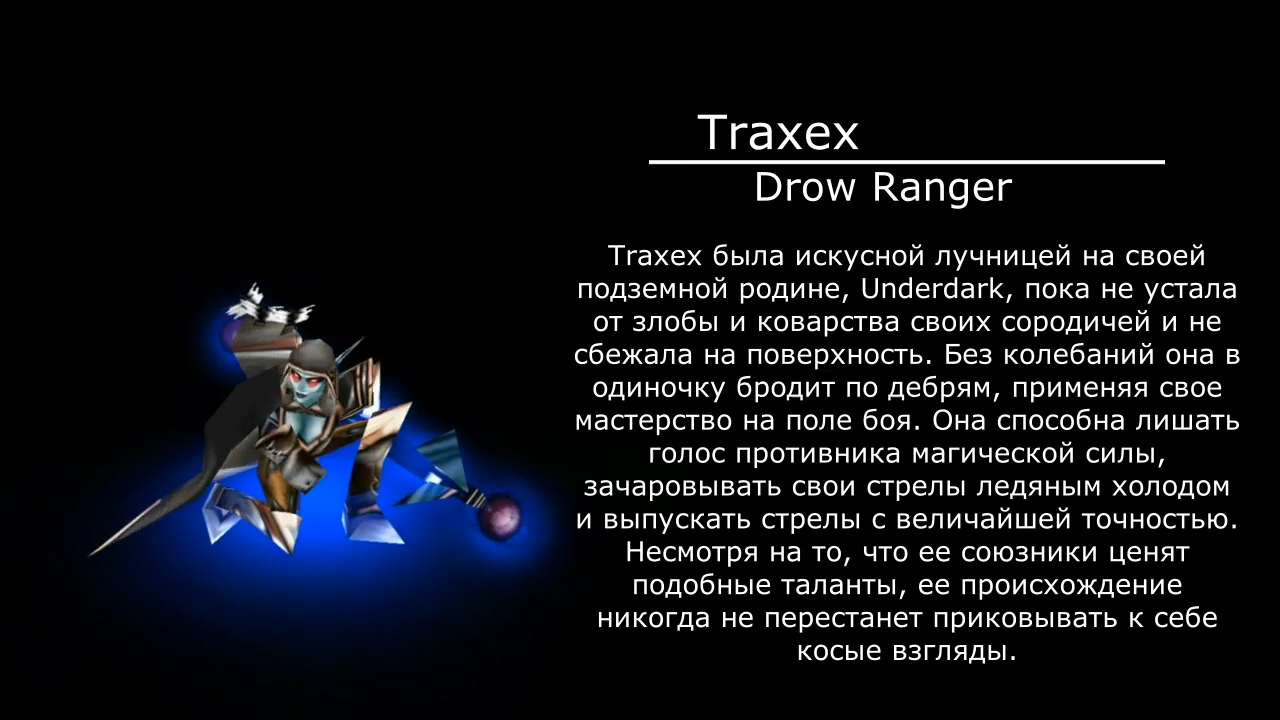 Traxex
Drow Ranger
Traxex была искусной лучницей на своей
подземной родине, Underdark, пока не устала
от злобы и коварства своих сородичей и не
сбежала на поверхность. Без колебаний она в
одиночку бродит по дебрям, применяя свое
мастерство на поле боя. Она способна лишать
голос противника магической силы,
зачаровывать свои стрелы ледяным холодом
и выпускать стрелы с величайшей точностью.
Несмотря на то, что ее союзники ценят
подобные таланты, ее происхождение
никогда не перестанет приковывать к себе
косые взгляды.